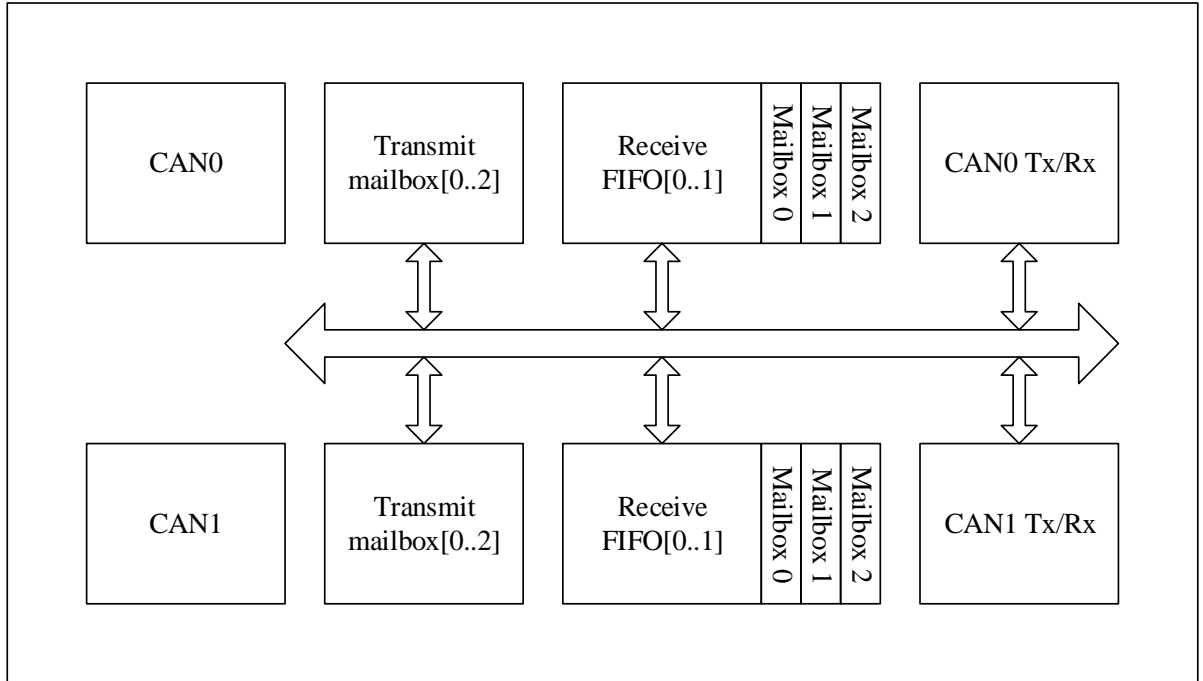 CAN0
Transmit
mailbox[0..2]
Receive
FIFO[0..1]
Mailbox 0
Mailbox 1
Mailbox 2
CAN0 Tx/Rx
CAN1
Transmit
mailbox[0..2]
Receive
FIFO[0..1]
Mailbox 0
Mailbox 1
Mailbox 2
CAN1 Tx/Rx